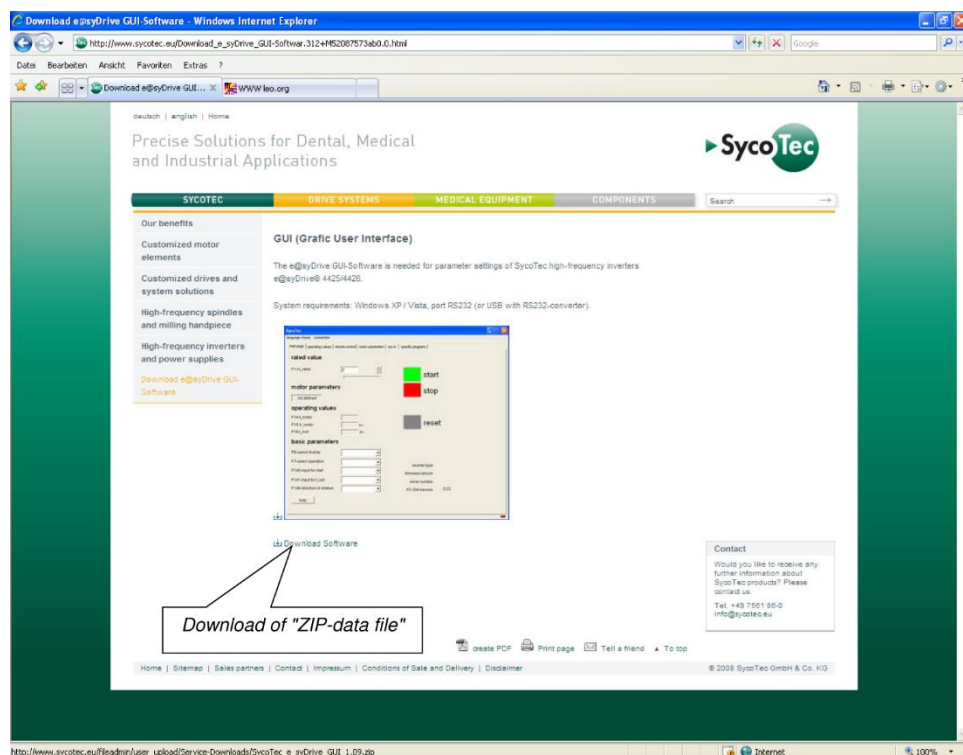 Download e@syDrive GUI-Software - Windows Internet Explorer
http://www.sycotec.eu/Download_e_syDrive_GUI-Softwar.312+M52087573ab0.0.html
Google
Datei Bearbeiten Ansicht Favoriten Extras ?
Download e@syDrive GUI... WWW leo.org
deutsch | english | Home
Precise Solutions for Dental, Medical
and Industrial Applications
SycoTec
SYCOTEC DRIVE SYSTEMS MEDICAL EQUIPMENT COMPONENTS Search
Our benefits
Customized motor
elements
Customized drives and
system solutions
High-frequency spindles
and milling handpiece
High-frequency inverters
and power supplies
Download e@syDrive GUI-
Software
GUI (Grafic User Interface)
The e@syDrive GUI-Software is needed for parameter settings of SycoTec high-frequency inverters
e@syDrive® 4425/4426.
System requirements: Windows XP / Vista, port RS232 (or USB with RS232-converter).
rated value
start
motor parameters
stop
not defined
operating values
reset
basic parameters
help
Download Software
Download of "ZIP-data file"
Contact
Would you like to receive any
further information about
SycoTec products? Please
contact us:
Tel. +49 7561 86-0
info@sycotec.eu
create PDF Print page Tell a friend To top
Home | Sitemap | Sales partners | Contact | Impressum | Conditions of Sale and Delivery | Disclaimer
© 2008 SycoTec GmbH & Co. KG
http://www.sycotec.eu/fileadmin/user_upload/Service-Downloads/SycoTec_e_syDrive_GUI_1.09.zip
Internet 100%